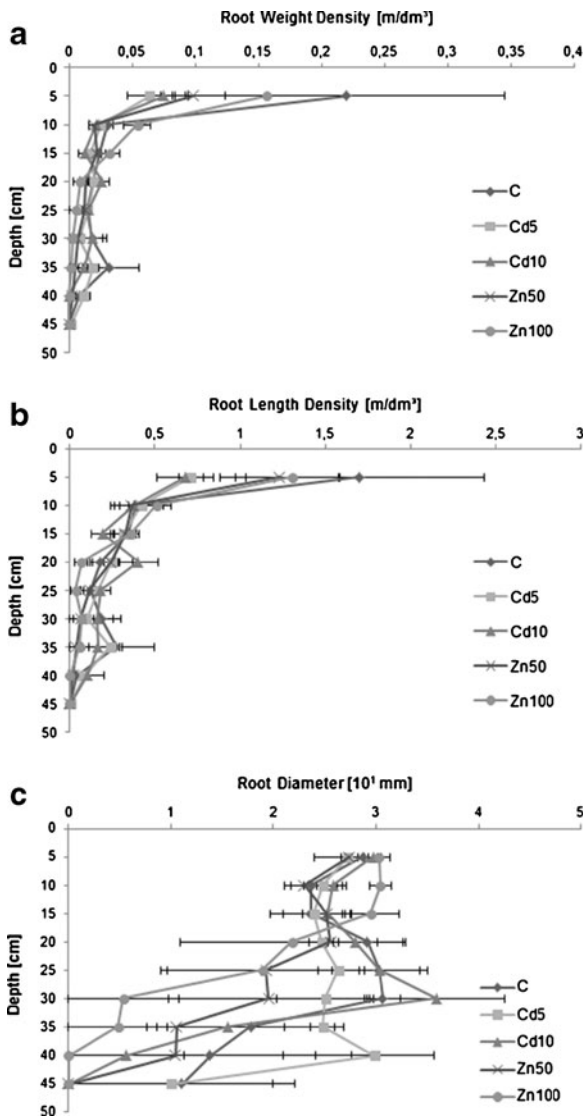 a
Root Weight Density [m/dm³]
0 0,05 0,1 0,15 0,2 0,25 0,3 0,35 0,4
Depth [cm]
0
5
10
15
20
25
30
35
40
45
50
C
Cd5
Cd10
Zn50
Zn100
b
Root Length Density [m/dm³]
0 0,5 1 1,5 2 2,5 3
Depth [cm]
0
5
10
15
20
25
30
35
40
45
50
C
Cd5
Cd10
Zn50
Zn100
c
Root Diameter [10¹ mm]
0 1 2 3 4 5
Depth [cm]
0
5
10
15
20
25
30
35
40
45
50
C
Cd5
Cd10
Zn50
Zn100